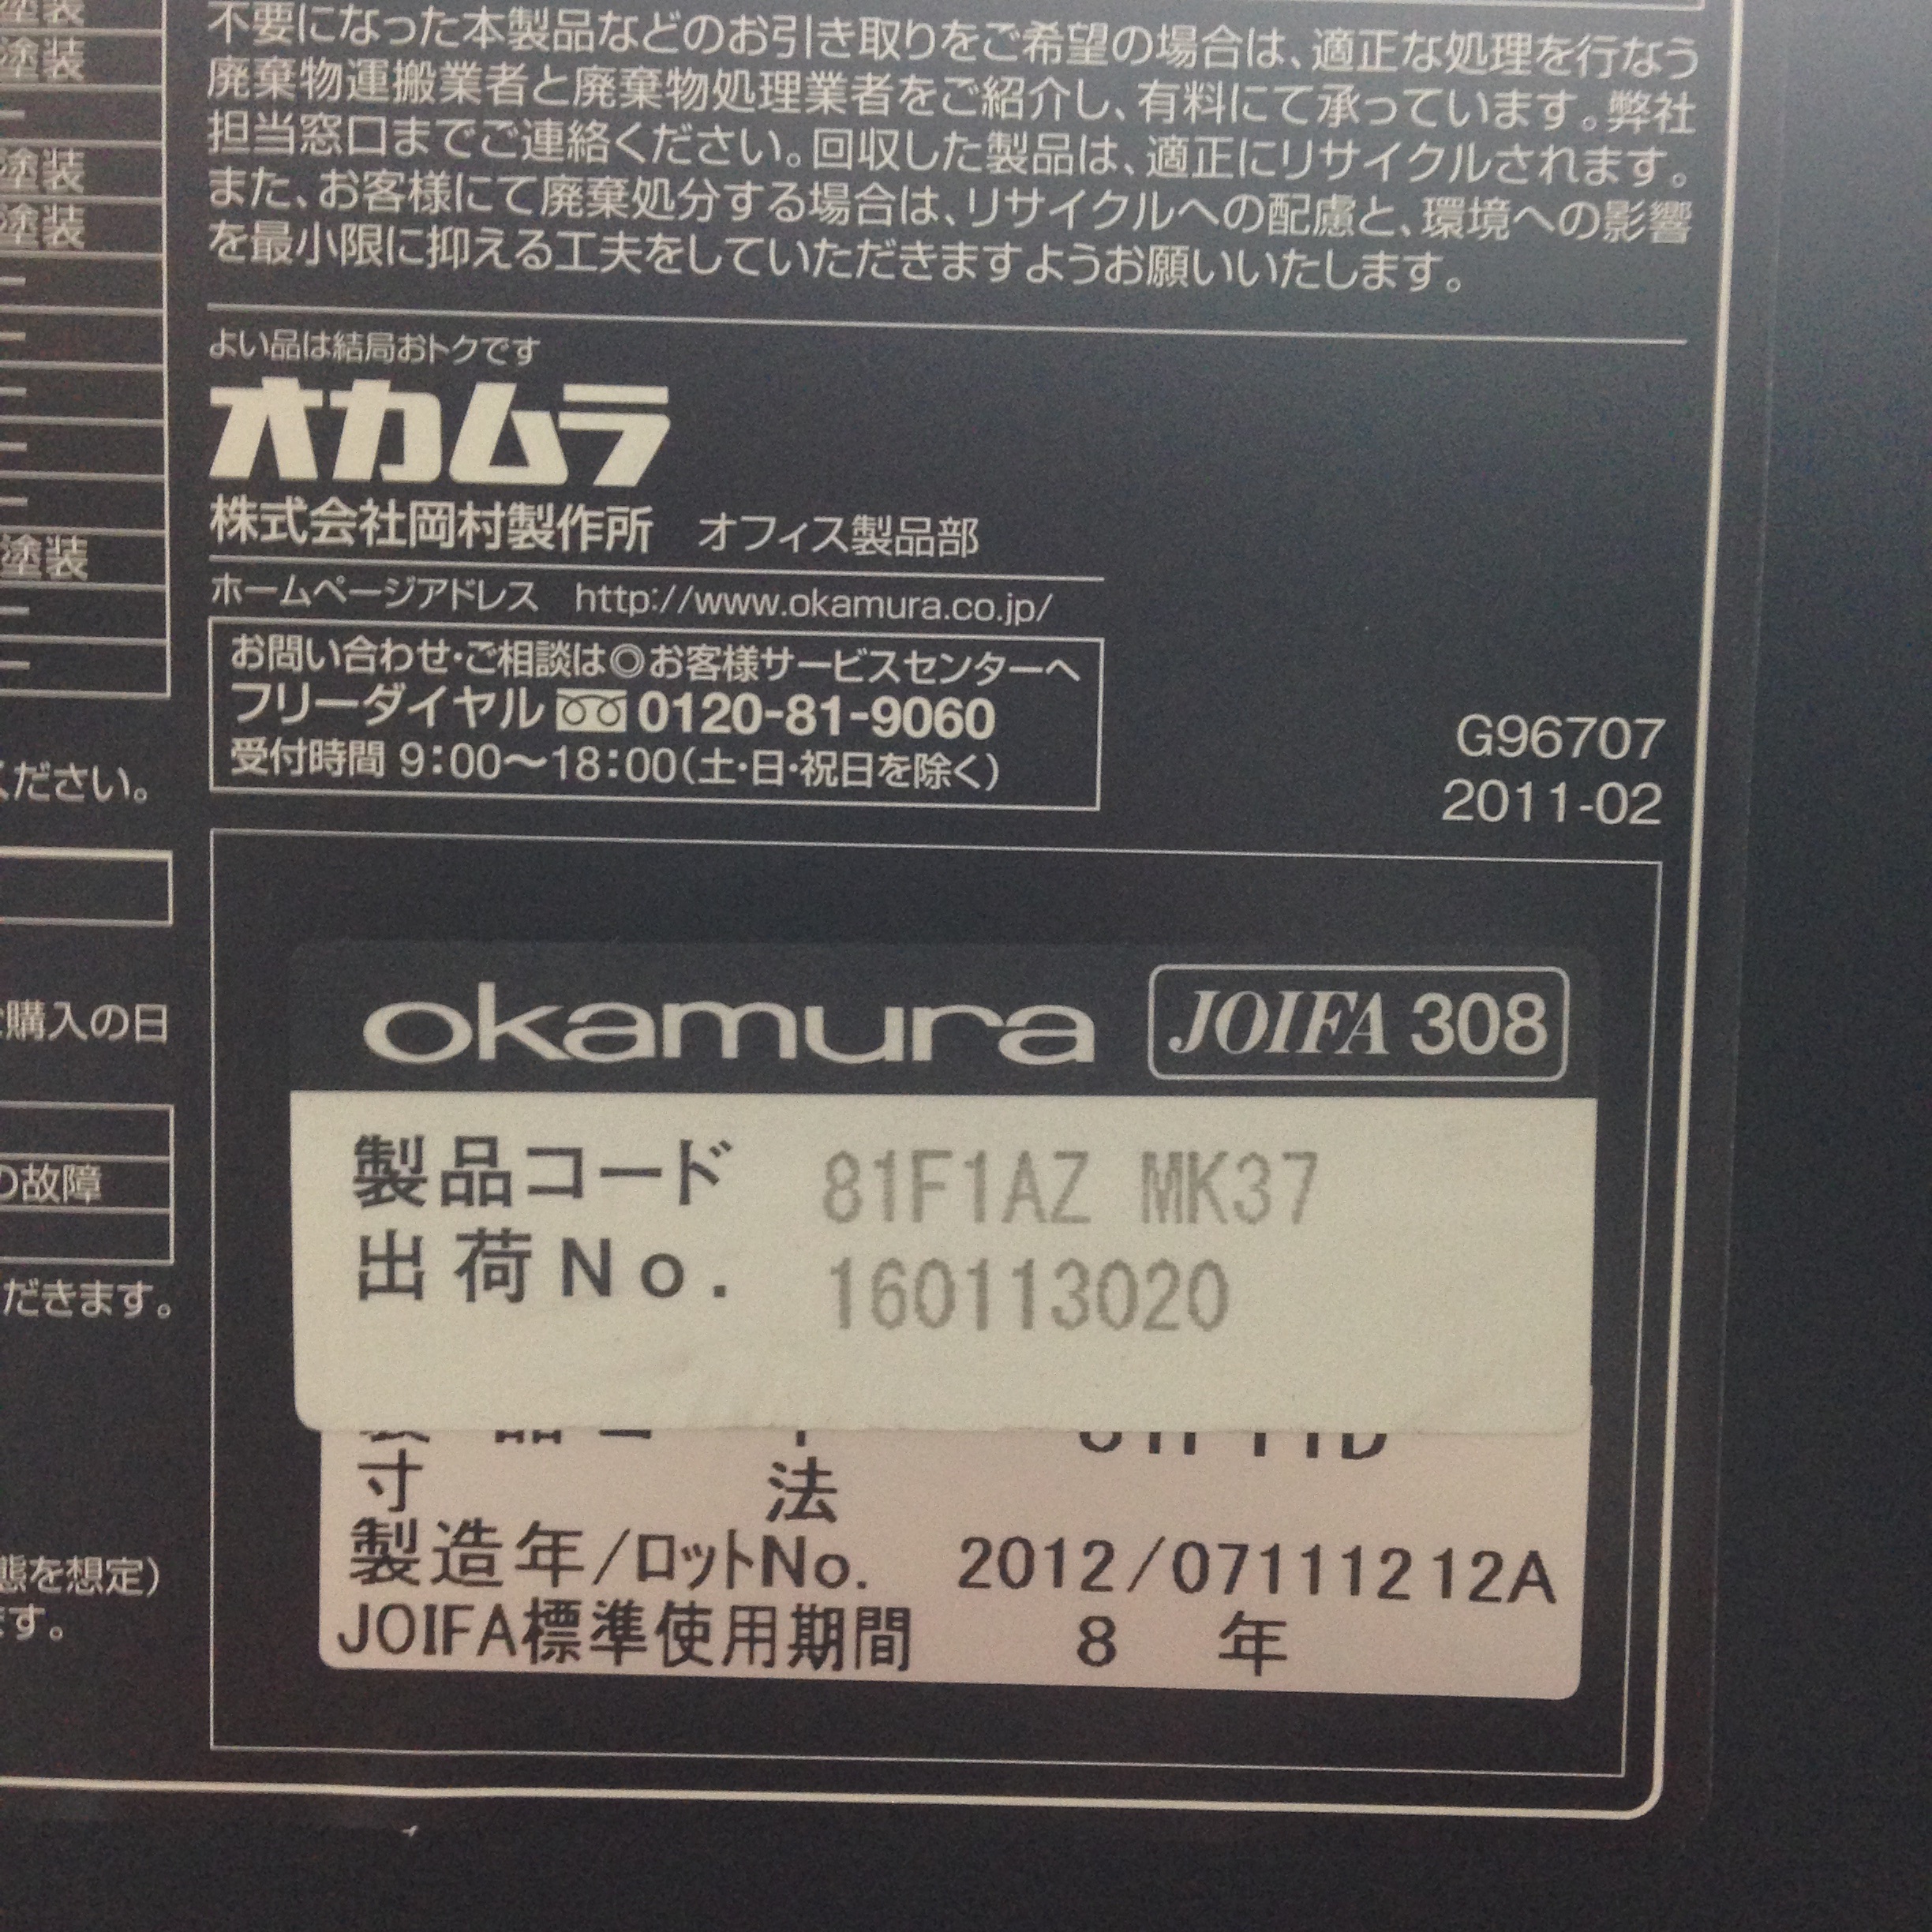 塗装
塗装
塗装
塗装
塗装
ください。
購入の日
の故障
だきます。
態を想定)
ます。
不要になった本製品などのお引き取りをご希望の場合は、適正な処理を行なう
廃棄物運搬業者と廃棄物処理業者をご紹介し、有料にて承っています。弊社
担当窓口までご連絡ください。回収した製品は、適正にリサイクルされます。
また、お客様にて廃棄処分する場合は、リサイクルへの配慮と、環境への影響
を最小限に抑える工夫をしていただきますようお願いいたします。
よい品は結局おトクです
オカムラ
株式会社岡村製作所 オフィス製品部
ホームページアドレス http://www.okamura.co.jp/
お問い合わせ・ご相談は◎お客様サービスセンターへ
フリーダイヤル 0120-81-9060
受付時間 9:00〜18:00(土・日・祝日を除く)
G96707
2011-02
okamura JOIFA 308
製品コード 81F1AZ MK37
出荷No. 160113020
寸法
製造年/ロットNo. 2012/0711121 2A
JOIFA標準使用期間 8 年